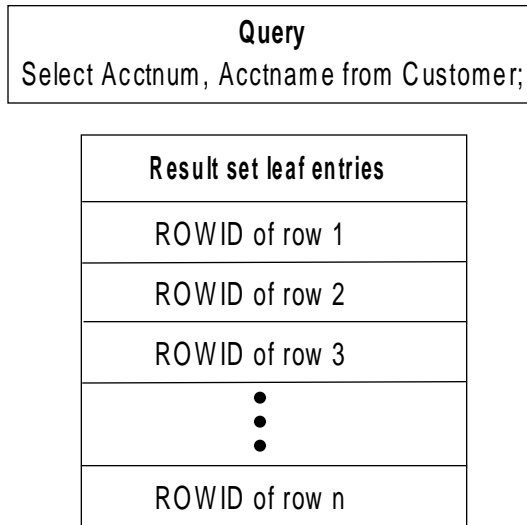 Query
Select Acctnum, Acctname from Customer;
Result set leaf entries
ROWID of row 1
ROWID of row 2
ROWID of row 3
ROWID of row n